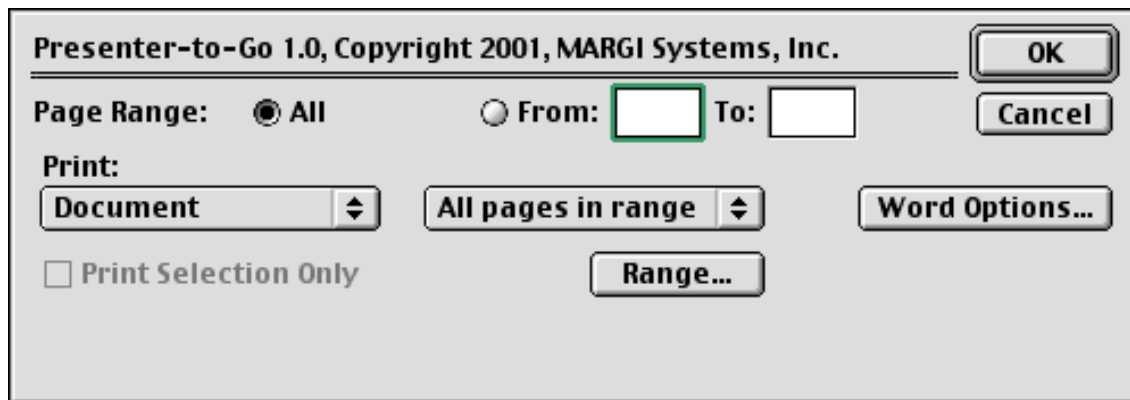 Presenter-to-Go 1.0, Copyright 2001, MARGI Systems, Inc.
OK
Page Range: All From: To:
Cancel
Print:
Document All pages in range Word Options...
Print Selection Only Range...